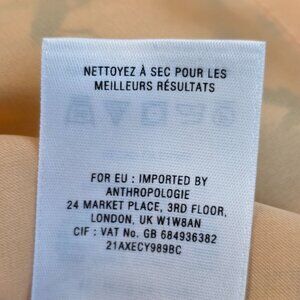 NETTOYEZ À SEC POUR LES
MEILLEURS RÉSULTATS
FOR EU : IMPORTED BY
ANTHROPOLOGIE
24 MARKET PLACE, 3RD FLOOR,
LONDON, UK W1W8AN
CIF : VAT No. GB 684936382
21AXECY989BC